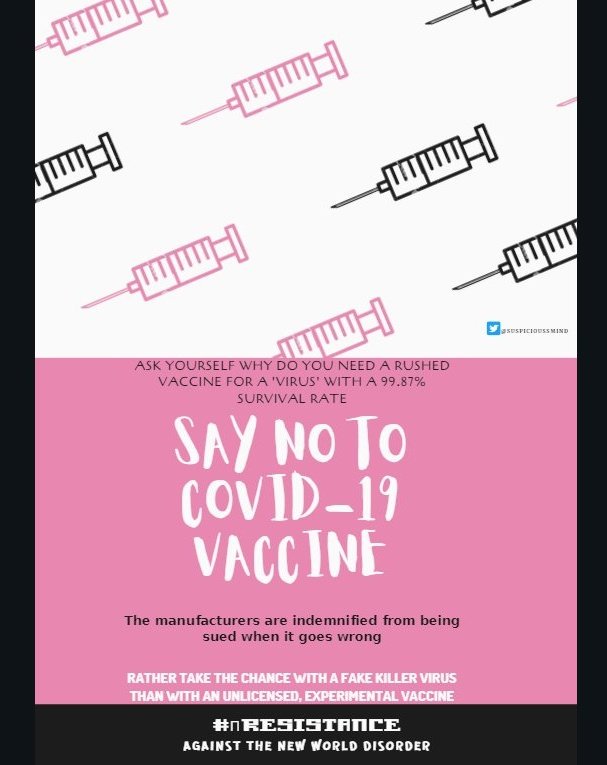 @SUSPICIOUSSMIND
ASK YOURSELF WHY DO YOU NEED A RUSHED
VACCINE FOR A 'VIRUS' WITH A 99.87%
SURVIVAL RATE
SAY NO TO
COVID-19
VACCINE
The manufacturers are indemnified from being
sued when it goes wrong
RATHER TAKE THE CHANCE WITH A FAKE KILLER VIRUS
THAN WITH AN UNLICENSED, EXPERIMENTAL VACCINE
#nRESISTANCE
AGAINST THE NEW WORLD DISORDER